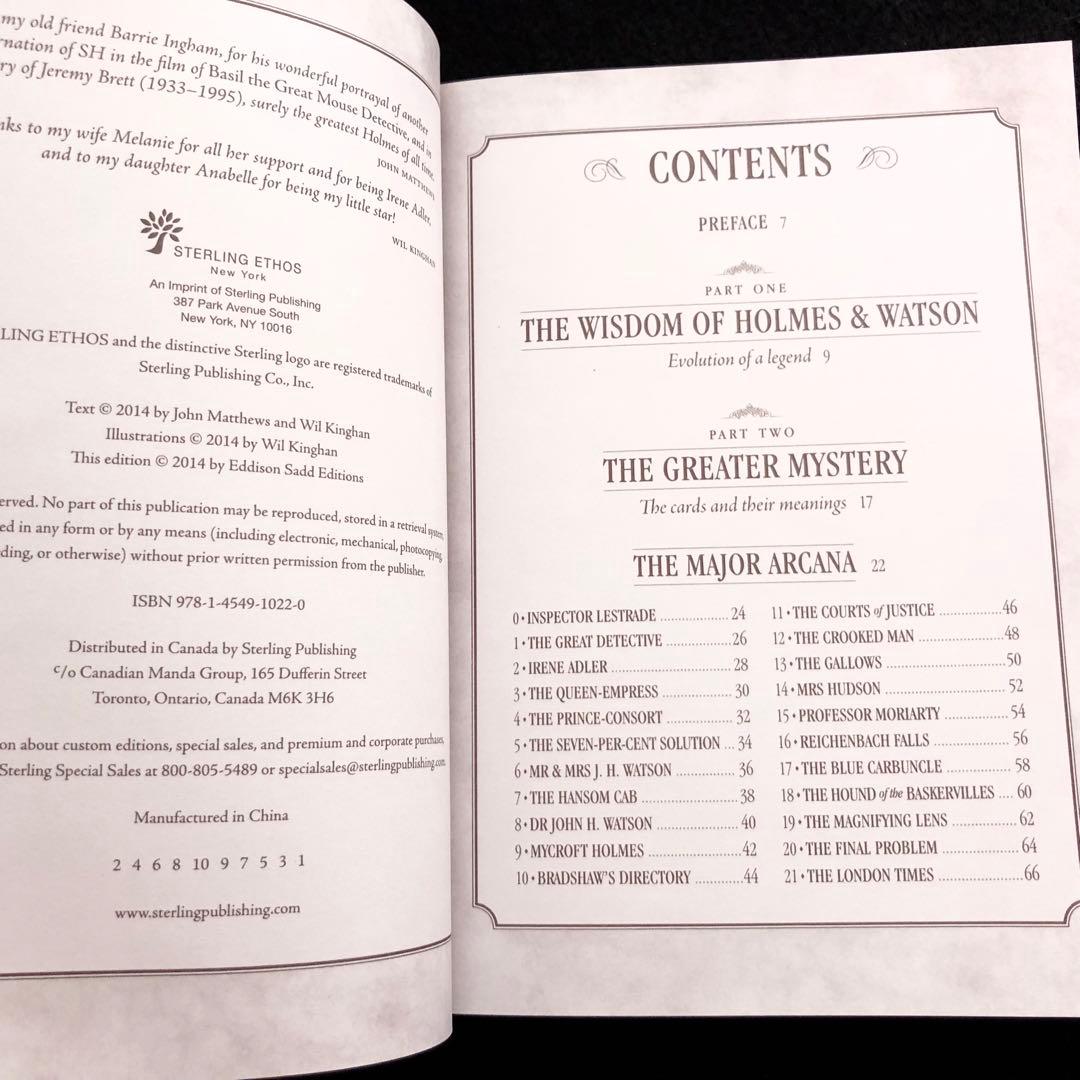 my old friend Barrie Ingham, for his wonderful portrayal of another
rnation of SH in the film of Basil the Great Mouse Detective, and in
ry of Jeremy Brett (1933–1995), surely the greatest Holmes of all time.
JOHN MATTHEWS
nks to my wife Melanie for all her support and for being Irene Adler,
and to my daughter Anabelle for being my little star!
WIL KINGHAN
STERLING ETHOS
New York
An Imprint of Sterling Publishing
387 Park Avenue South
New York, NY 10016
LING ETHOS and the distinctive Sterling logo are registered trademarks of
Sterling Publishing Co., Inc.
Text © 2014 by John Matthews and Wil Kinghan
Illustrations © 2014 by Wil Kinghan
This edition © 2014 by Eddison Sadd Editions
erved. No part of this publication may be reproduced, stored in a retrieval system,
ed in any form or by any means (including electronic, mechanical, photocopying,
ding, or otherwise) without prior written permission from the publisher.
ISBN 978-1-4549-1022-0
Distributed in Canada by Sterling Publishing
c/o Canadian Manda Group, 165 Dufferin Street
Toronto, Ontario, Canada M6K 3H6
on about custom editions, special sales, and premium and corporate purchases,
Sterling Special Sales at 800-805-5489 or specialsales@sterlingpublishing.com
Manufactured in China
2 4 6 8 10 9 7 5 3 1
www.sterlingpublishing.com
CONTENTS
PREFACE 7
PART ONE
THE WISDOM OF HOLMES & WATSON
Evolution of a legend 9
PART TWO
THE GREATER MYSTERY
The cards and their meanings 17
THE MAJOR ARCANA 22
0 • INSPECTOR LESTRADE ................. 24
1 • THE GREAT DETECTIVE ................. 26
2 • IRENE ADLER ............................. 28
3 • THE QUEEN-EMPRESS .................. 30
4 • THE PRINCE-CONSORT ................. 32
5 • THE SEVEN-PER-CENT SOLUTION ... 34
6 • MR & MRS J. H. WATSON .............. 36
7 • THE HANSOM CAB ...................... 38
8 • DR JOHN H. WATSON ................... 40
9 • MYCROFT HOLMES ...................... 42
10 • BRADSHAW'S DIRECTORY ............ 44
11 • THE COURTS of JUSTICE .............. 46
12 • THE CROOKED MAN .................... 48
13 • THE GALLOWS ........................... 50
14 • MRS HUDSON ............................ 52
15 • PROFESSOR MORIARTY ............... 54
16 • REICHENBACH FALLS .................. 56
17 • THE BLUE CARBUNCLE ................ 58
18 • THE HOUND of the BASKERVILLES .... 60
19 • THE MAGNIFYING LENS .............. 62
20 • THE FINAL PROBLEM .................. 64
21 • THE LONDON TIMES ................... 66